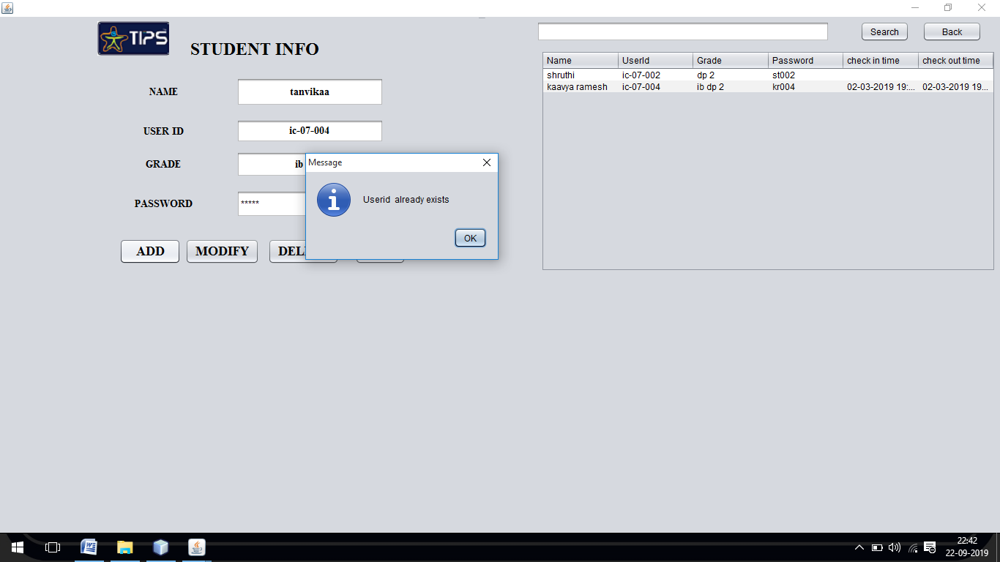 TIPS
STUDENT INFO
Search
Back
NAME
tanvikaa
USER ID
ic-07-004
GRADE
ib
PASSWORD
*****
ADD
MODIFY
DEL
Name UserId Grade Password check in time check out time
shruthi ic-07-002 dp 2 st002
kaavya ramesh ic-07-004 ib dp 2 kr004 02-03-2019 19:... 02-03-2019 19...
Message
Userid already exists
OK
22:42
22-09-2019